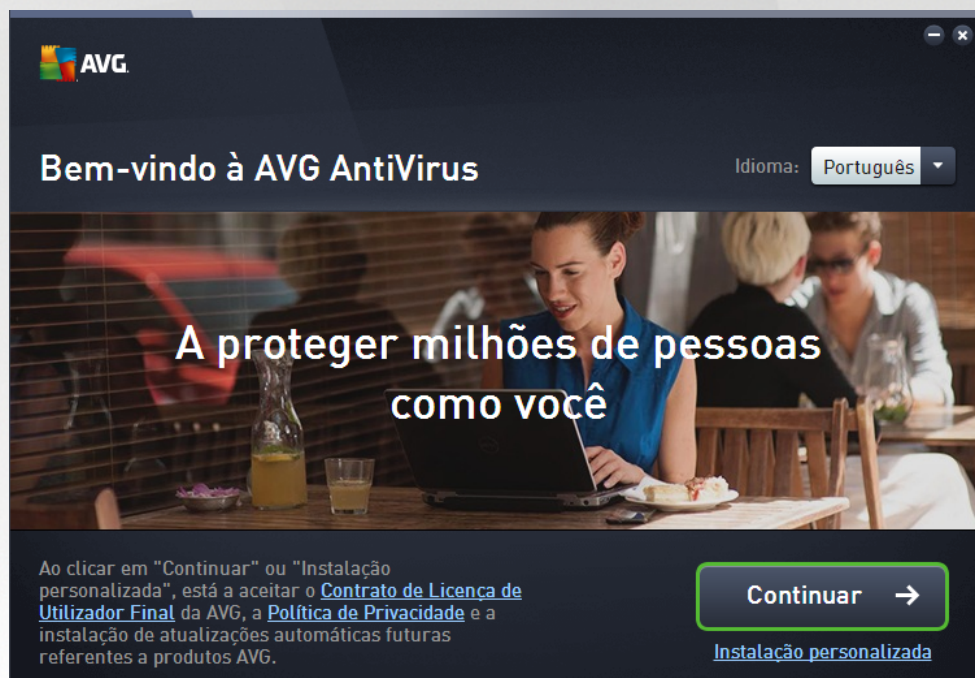 AVG.
Bem-vindo à AVG AntiVirus
Idioma:
Português
A proteger milhões de pessoas
como você
Ao clicar em "Continuar" ou "Instalação
personalizada", está a aceitar o Contrato de Licença de
Utilizador Final da AVG, a Política de Privacidade e a
instalação de atualizações automáticas futuras
referentes a produtos AVG.
Continuar →
Instalação personalizada